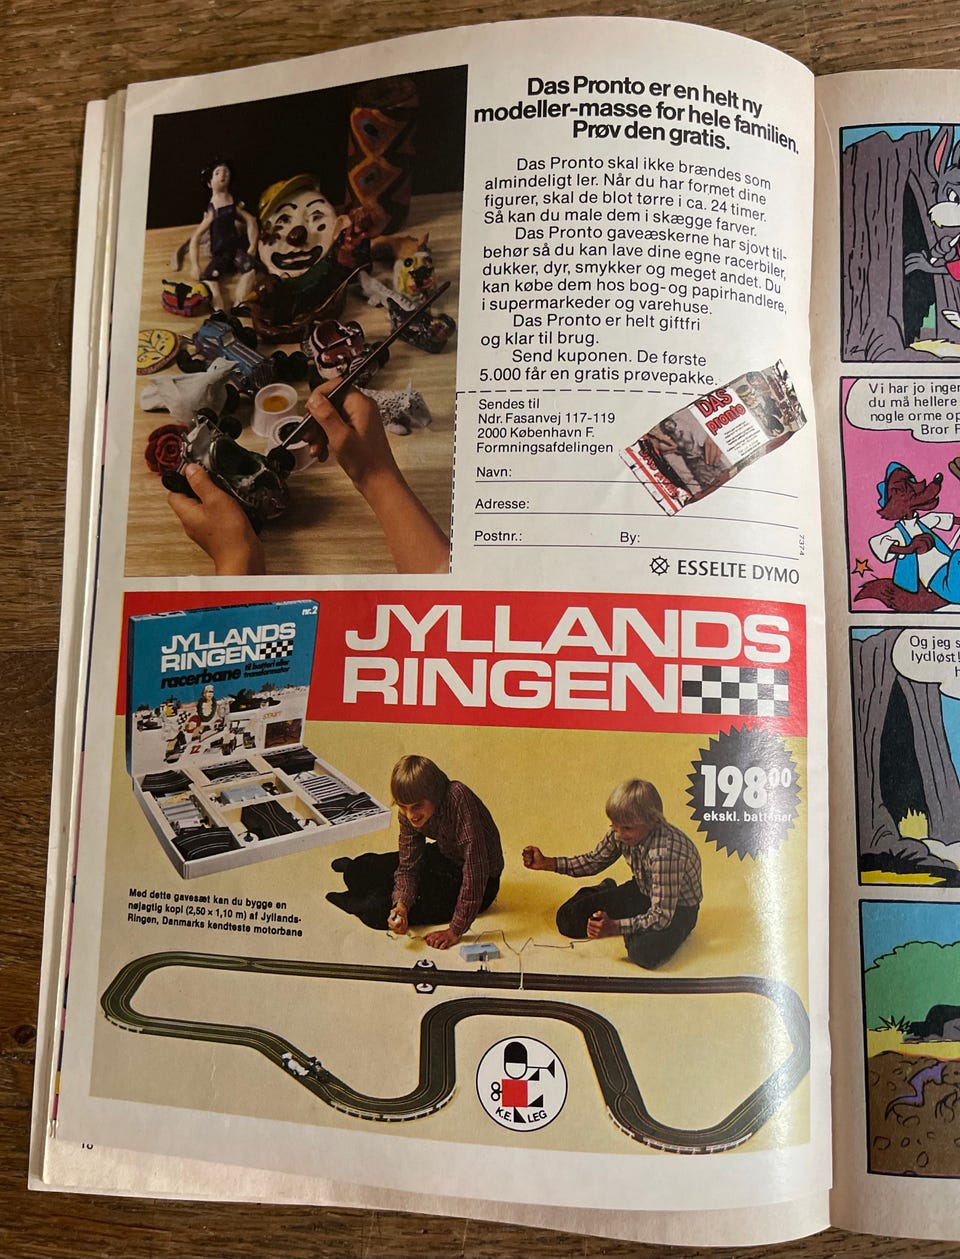 Das Pronto er en helt ny
modeller-masse for hele familien.
Prøv den gratis.
Das Pronto skal ikke brændes som
almindeligt ler. Når du har formet dine
figurer, skal de blot tørre i ca. 24 timer.
Så kan du male dem i skægge farver.
Das Pronto gaveæskerne har sjovt til-
behør så du kan lave dine egne racerbiler,
dukker, dyr, smykker og meget andet. Du
kan købe dem hos bog- og papirhandlere,
i supermarkeder og varehuse.
Das Pronto er helt giftfri
og klar til brug.
Send kuponen. De første
5.000 får en gratis prøvepakke.
Sendes til
Ndr. Fasanvej 117-119
2000 København F.
Formningsafdelingen
DAS
pronto
Navn:
Adresse:
Postnr.: By:
7374
ESSELTE DYMO
nr.2
JYLLANDS
RINGEN
racerbane til batteri eller
transformator
JYLLANDS
RINGEN
198⁰⁰
ekskl. batterier
Med dette gavesæt kan du bygge en
nøjagtig kopi (2,50 × 1,10 m) af Jyllands-
Ringen, Danmarks kendteste motorbane
K.E. LEG
Vi har jo inger
du må hellere
nogle orme op
Bror F
Og jeg s
lydløst!
h